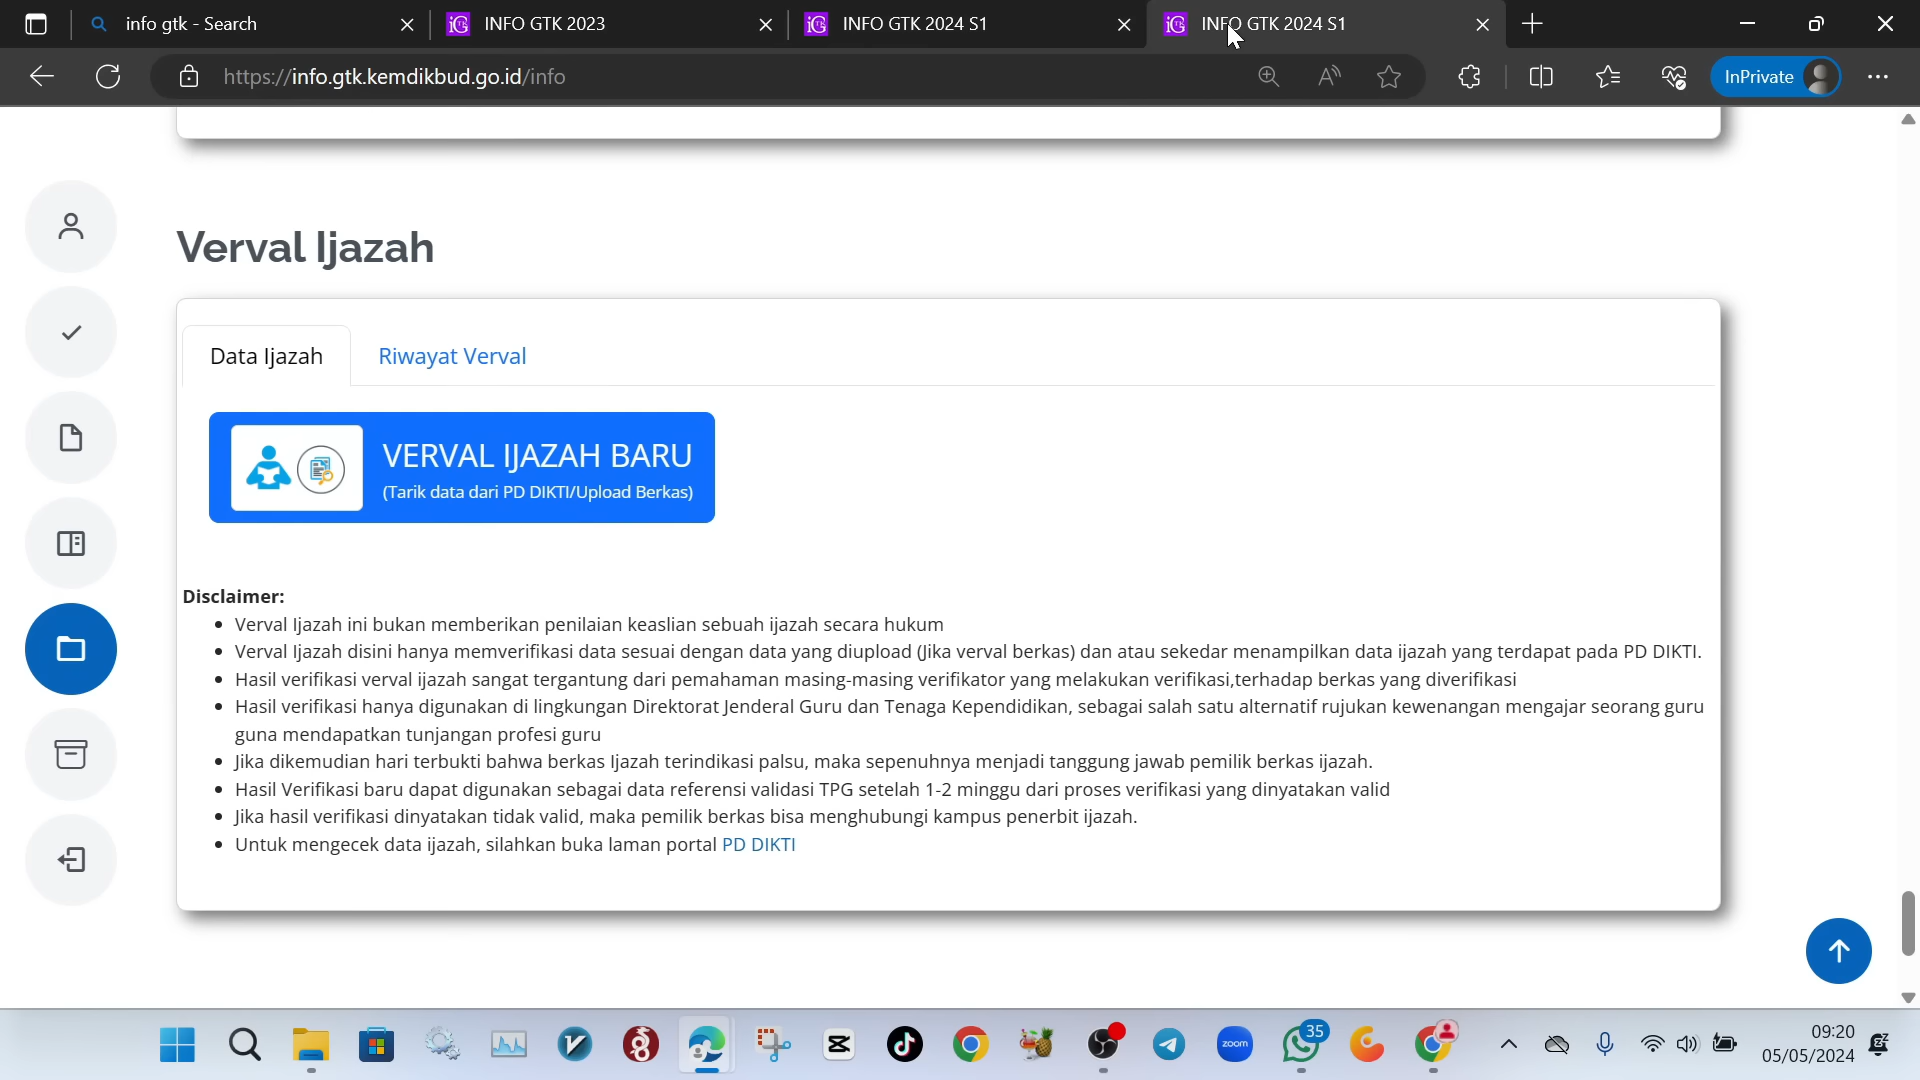 info gtk - Search
INFO GTK 2023
INFO GTK 2024 S1
INFO GTK 2024 S1
https://info.gtk.kemdikbud.go.id/info
InPrivate
Verval Ijazah
Data Ijazah
Riwayat Verval
VERVAL IJAZAH BARU
(Tarik data dari PD DIKTI/Upload Berkas)
Disclaimer:
Verval Ijazah ini bukan memberikan penilaian keaslian sebuah ijazah secara hukum
Verval Ijazah disini hanya memverifikasi data sesuai dengan data yang diupload (Jika verval berkas) dan atau sekedar menampilkan data ijazah yang terdapat pada PD DIKTI.
Hasil verifikasi verval ijazah sangat tergantung dari pemahaman masing-masing verifikator yang melakukan verifikasi,terhadap berkas yang diverifikasi
Hasil verifikasi hanya digunakan di lingkungan Direktorat Jenderal Guru dan Tenaga Kependidikan, sebagai salah satu alternatif rujukan kewenangan mengajar seorang guru
guna mendapatkan tunjangan profesi guru
Jika dikemudian hari terbukti bahwa berkas Ijazah terindikasi palsu, maka sepenuhnya menjadi tanggung jawab pemilik berkas ijazah.
Hasil Verifikasi baru dapat digunakan sebagai data referensi validasi TPG setelah 1-2 minggu dari proses verifikasi yang dinyatakan valid
Jika hasil verifikasi dinyatakan tidak valid, maka pemilik berkas bisa menghubungi kampus penerbit ijazah.
Untuk mengecek data ijazah, silahkan buka laman portal PD DIKTI
zoom
35
09:20
05/05/2024